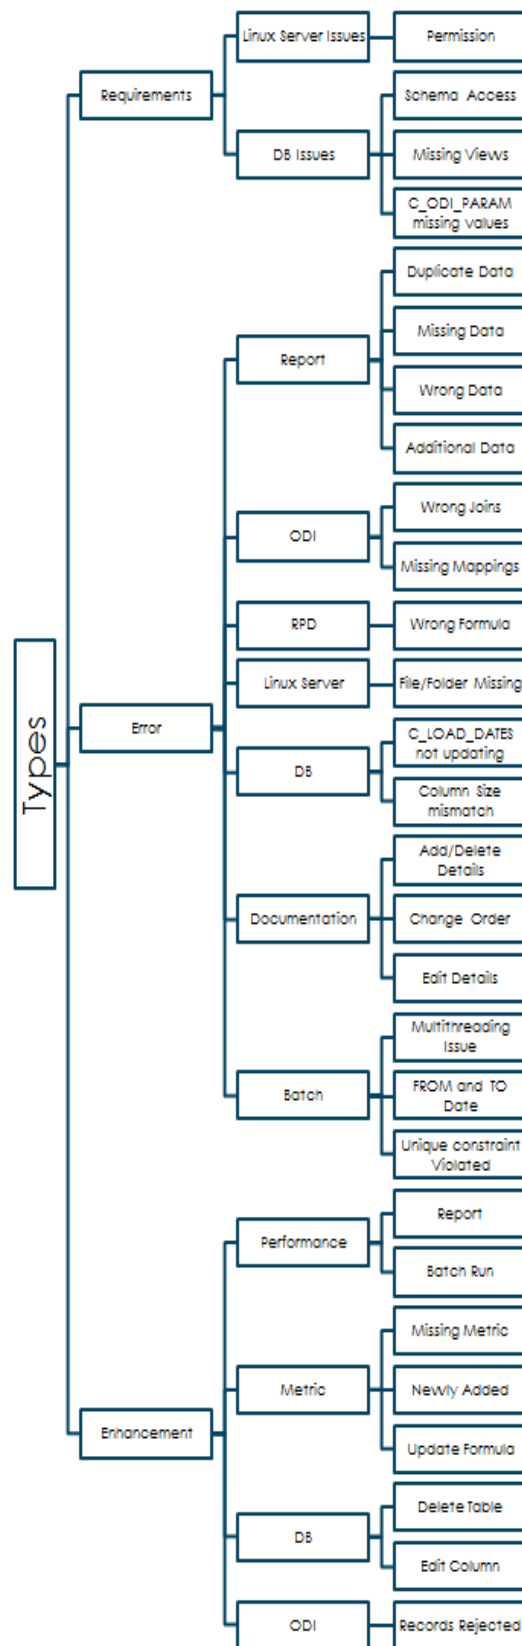 Types
Requirements
Linux Server Issues
Permission
DB Issues
Schema Access
Missing Views
C_ODI_PARAM
missing values
Error
Report
Duplicate Data
Missing Data
Wrong Data
Additional Data
ODI
Wrong Joins
Missing Mappings
RPD
Wrong Formula
Linux Server
File/Folder Missing
DB
C_LOAD_DATES
not updating
Column Size
mismatch
Documentation
Add/Delete
Details
Change Order
Edit Details
Batch
Multithreading
Issue
FROM and TO
Date
Unique constraint
Violated
Enhancement
Performance
Report
Batch Run
Metric
Missing Metric
Newly Added
Update Formula
DB
Delete Table
Edit Column
ODI
Records Rejected